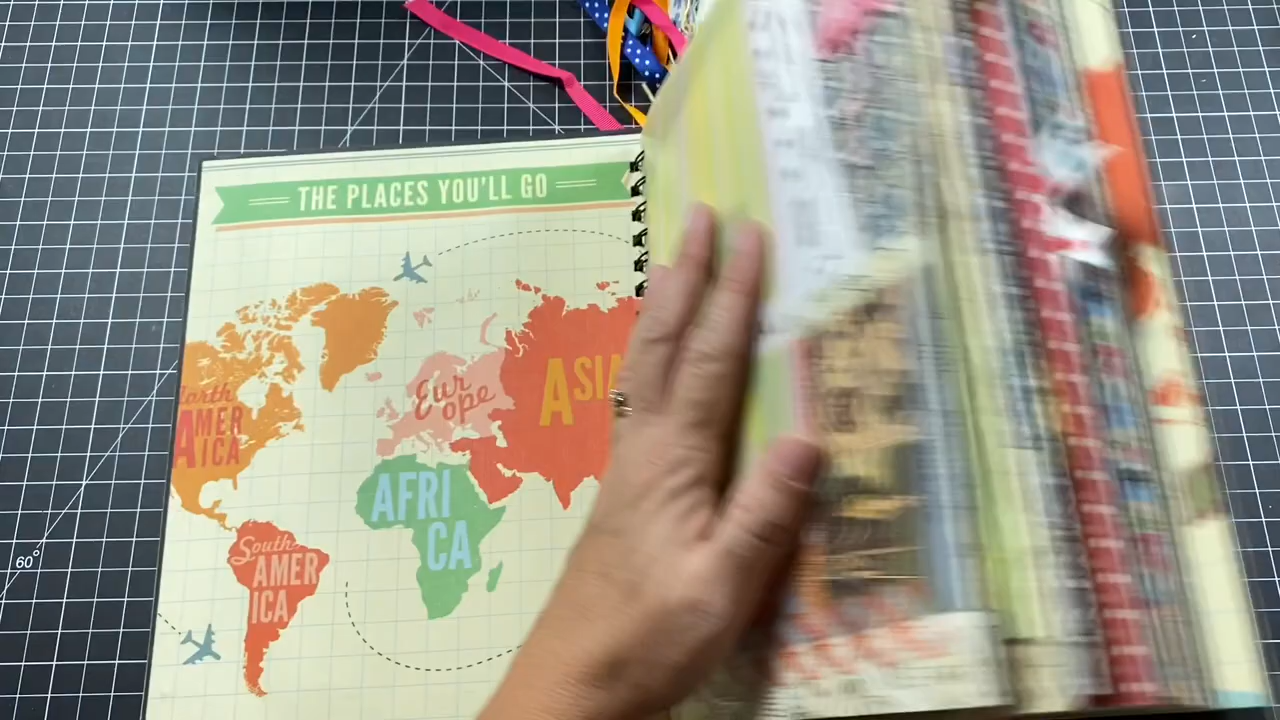 THE PLACES YOU'LL GO
North
AMER
ICA
Eur
ope
ASIA
AFRI
CA
South
AMER
ICA
60°